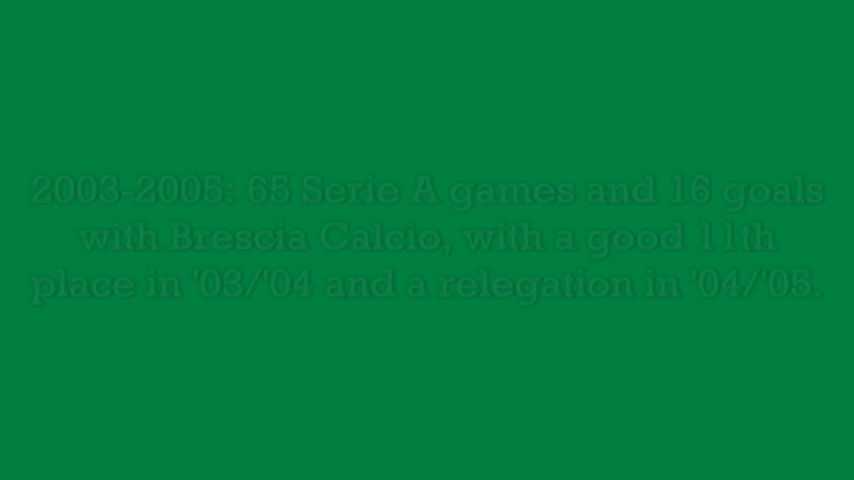 2003-2005: 65 Serie A games and 16 goals
with Brescia Calcio, with a good 11th
place in '03/'04 and a relegation in '04/'05.